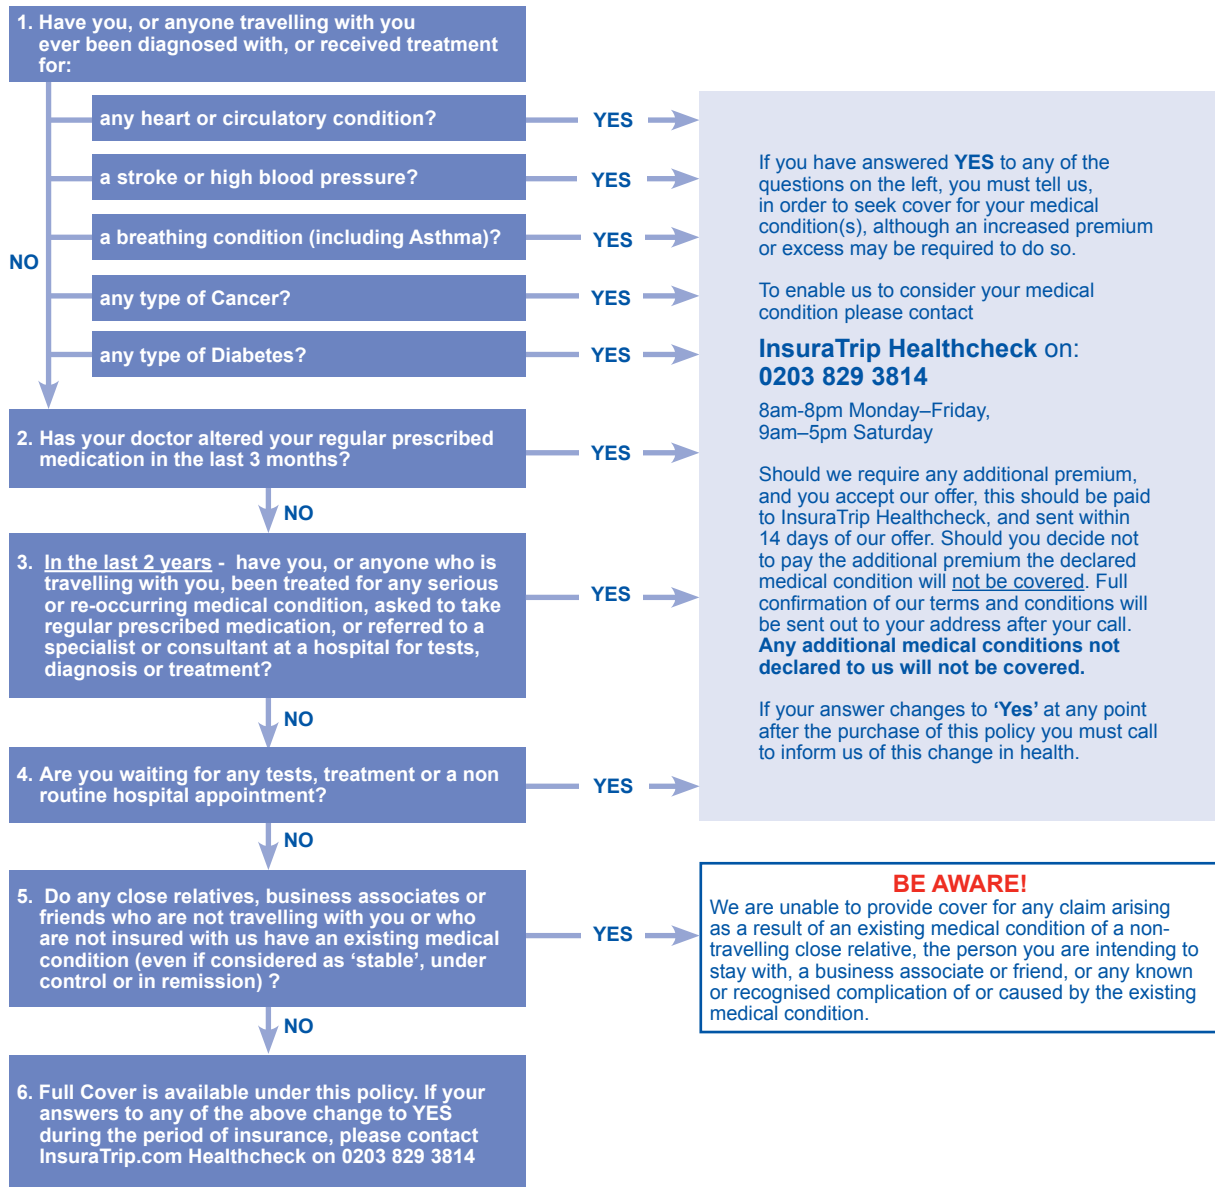 1. Have you, or anyone travelling with you
ever been diagnosed with, or received treatment
for:
any heart or circulatory condition?
YES
a stroke or high blood pressure?
YES
a breathing condition (including Asthma)?
YES
NO
any type of Cancer?
YES
any type of Diabetes?
YES
2. Has your doctor altered your regular prescribed
medication in the last 3 months?
YES
NO
3. In the last 2 years - have you, or anyone who is
travelling with you, been treated for any serious
or re-occurring medical condition, asked to take
regular prescribed medication, or referred to a
specialist or consultant at a hospital for tests,
diagnosis or treatment?
YES
NO
4. Are you waiting for any tests, treatment or a non
routine hospital appointment?
YES
NO
If you have answered YES to any of the
questions on the left, you must tell us,
in order to seek cover for your medical
condition(s), although an increased premium
or excess may be required to do so.
To enable us to consider your medical
condition please contact
InsuraTrip Healthcheck on:
0203 829 3814
8am-8pm Monday–Friday,
9am–5pm Saturday
Should we require any additional premium,
and you accept our offer, this should be paid
to InsuraTrip Healthcheck, and sent within
14 days of our offer. Should you decide not
to pay the additional premium the declared
medical condition will not be covered. Full
confirmation of our terms and conditions will
be sent out to your address after your call.
Any additional medical conditions not
declared to us will not be covered.
If your answer changes to ‘Yes’ at any point
after the purchase of this policy you must call
to inform us of this change in health.
5. Do any close relatives, business associates or
friends who are not travelling with you or who
are not insured with us have an existing medical
condition (even if considered as ‘stable’, under
control or in remission) ?
YES
NO
BE AWARE!
We are unable to provide cover for any claim arising
as a result of an existing medical condition of a non-
travelling close relative, the person you are intending to
stay with, a business associate or friend, or any known
or recognised complication of or caused by the existing
medical condition.
6. Full Cover is available under this policy. If your
answers to any of the above change to YES
during the period of insurance, please contact
InsuraTrip.com Healthcheck on 0203 829 3814